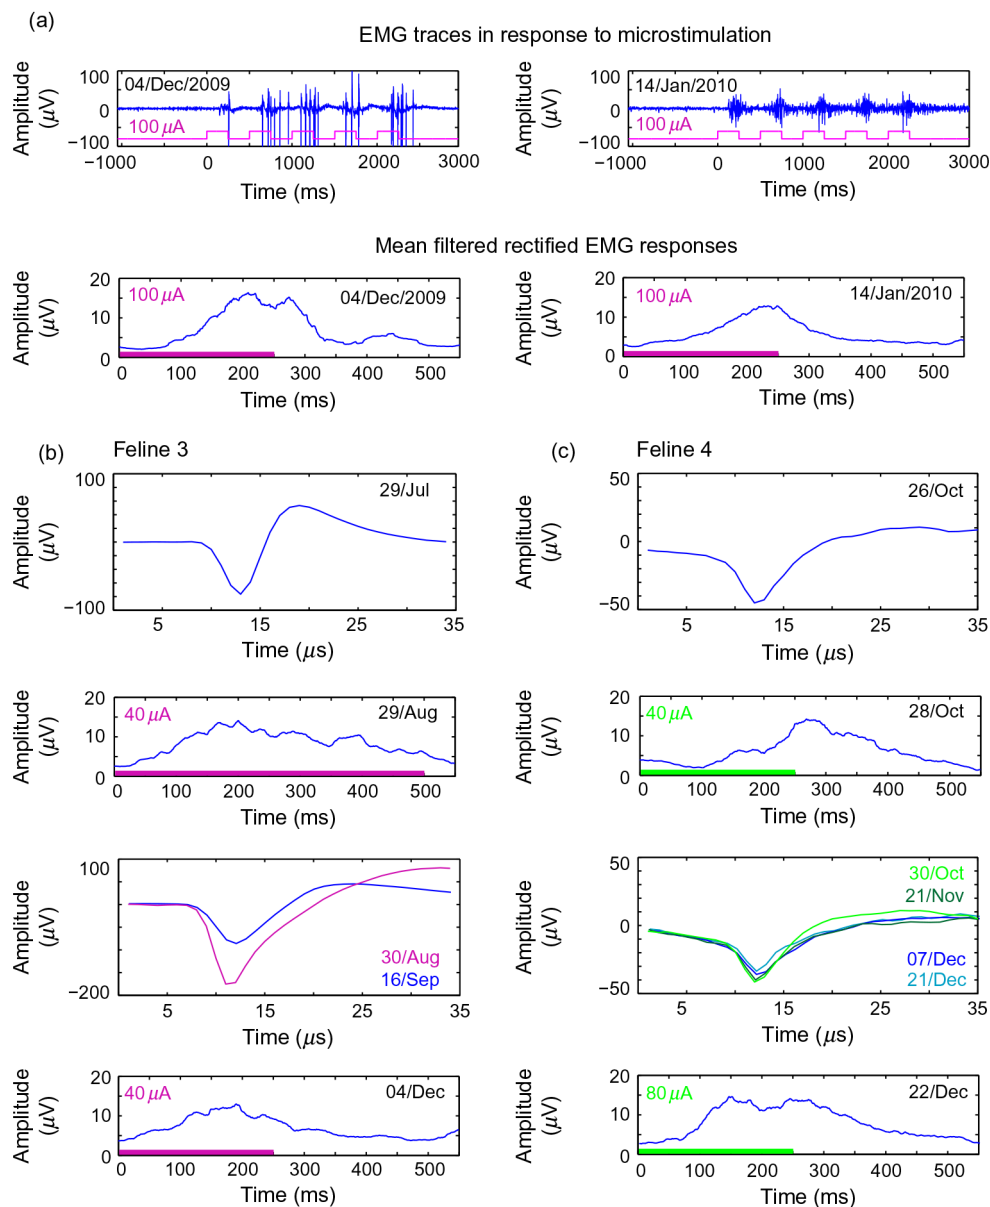 (a)
EMG traces in response to microstimulation
Amplitude (μV)
100
0
−100
04/Dec/2009
100 μA
−1000 0 1000 2000 3000
Time (ms)
Amplitude (μV)
100
0
−100
14/Jan/2010
100 μA
−1000 0 1000 2000 3000
Time (ms)
Mean filtered rectified EMG responses
Amplitude (μV)
20
10
0
100 μA
04/Dec/2009
0 100 200 300 400 500
Time (ms)
Amplitude (μV)
20
10
0
100 μA
14/Jan/2010
0 100 200 300 400 500
Time (ms)
(b) Feline 3
Amplitude (μV)
100
−100
29/Jul
5 15 25 35
Time (μs)
(c) Feline 4
Amplitude (μV)
50
0
−50
26/Oct
5 15 25 35
Time (μs)
Amplitude (μV)
20
10
0
40 μA
29/Aug
0 100 200 300 400 500
Time (ms)
Amplitude (μV)
20
10
0
40 μA
28/Oct
0 100 200 300 400 500
Time (ms)
Amplitude (μV)
100
−200
30/Aug
16/Sep
5 15 25 35
Time (μs)
Amplitude (μV)
50
0
−50
30/Oct
21/Nov
07/Dec
21/Dec
5 15 25 35
Time (μs)
Amplitude (μV)
20
10
0
40 μA
04/Dec
0 100 200 300 400 500
Time (ms)
Amplitude (μV)
20
10
0
80 μA
22/Dec
0 100 200 300 400 500
Time (ms)